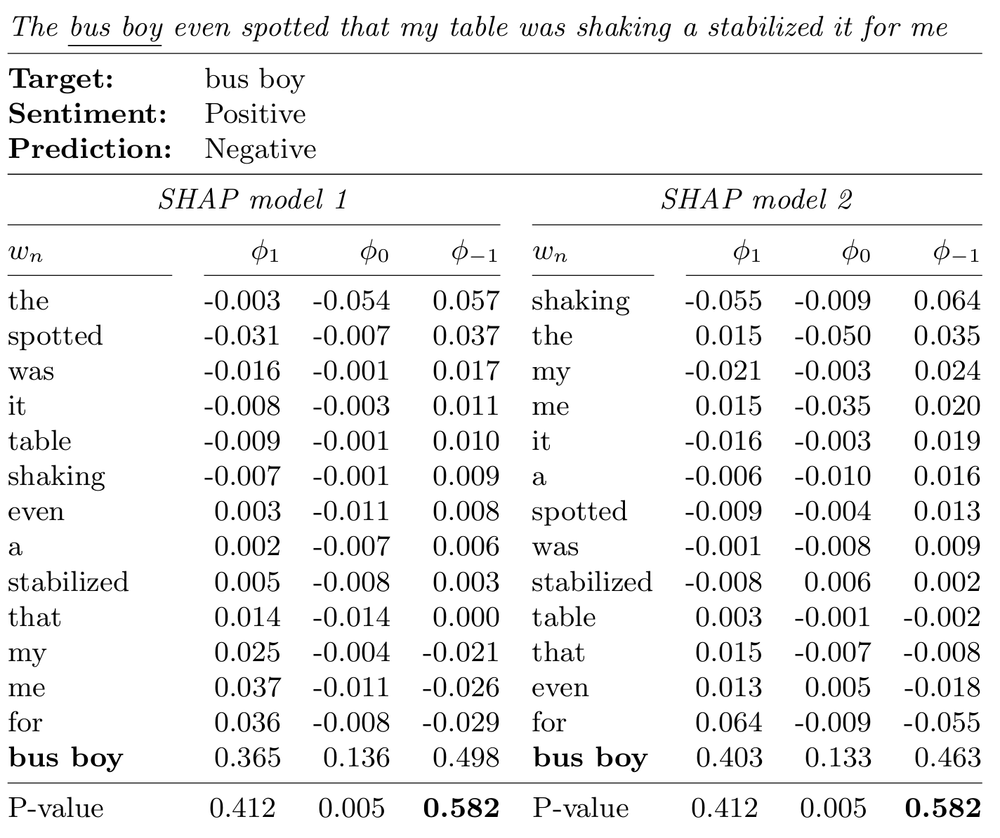 The bus boy even spotted that my table was shaking a stabilized it for me
Target: bus boy
Sentiment: Positive
Prediction: Negative
SHAP model 1 SHAP model 2
wₙ ϕ₁ ϕ₀ ϕ₋₁ wₙ ϕ₁ ϕ₀ ϕ₋₁
the -0.003 -0.054 0.057 shaking -0.055 -0.009 0.064
spotted -0.031 -0.007 0.037 the 0.015 -0.050 0.035
was -0.016 -0.001 0.017 my -0.021 -0.003 0.024
it -0.008 -0.003 0.011 me 0.015 -0.035 0.020
table -0.009 -0.001 0.010 it -0.016 -0.003 0.019
shaking -0.007 -0.001 0.009 a -0.006 -0.010 0.016
even 0.003 -0.011 0.008 spotted -0.009 -0.004 0.013
a 0.002 -0.007 0.006 was -0.001 -0.008 0.009
stabilized 0.005 -0.008 0.003 stabilized -0.008 0.006 0.002
that 0.014 -0.014 0.000 table 0.003 -0.001 -0.002
my 0.025 -0.004 -0.021 that 0.015 -0.007 -0.008
me 0.037 -0.011 -0.026 even 0.013 0.005 -0.018
for 0.036 -0.008 -0.029 for 0.064 -0.009 -0.055
bus boy 0.365 0.136 0.498 bus boy 0.403 0.133 0.463
P-value 0.412 0.005 0.582 P-value 0.412 0.005 0.582